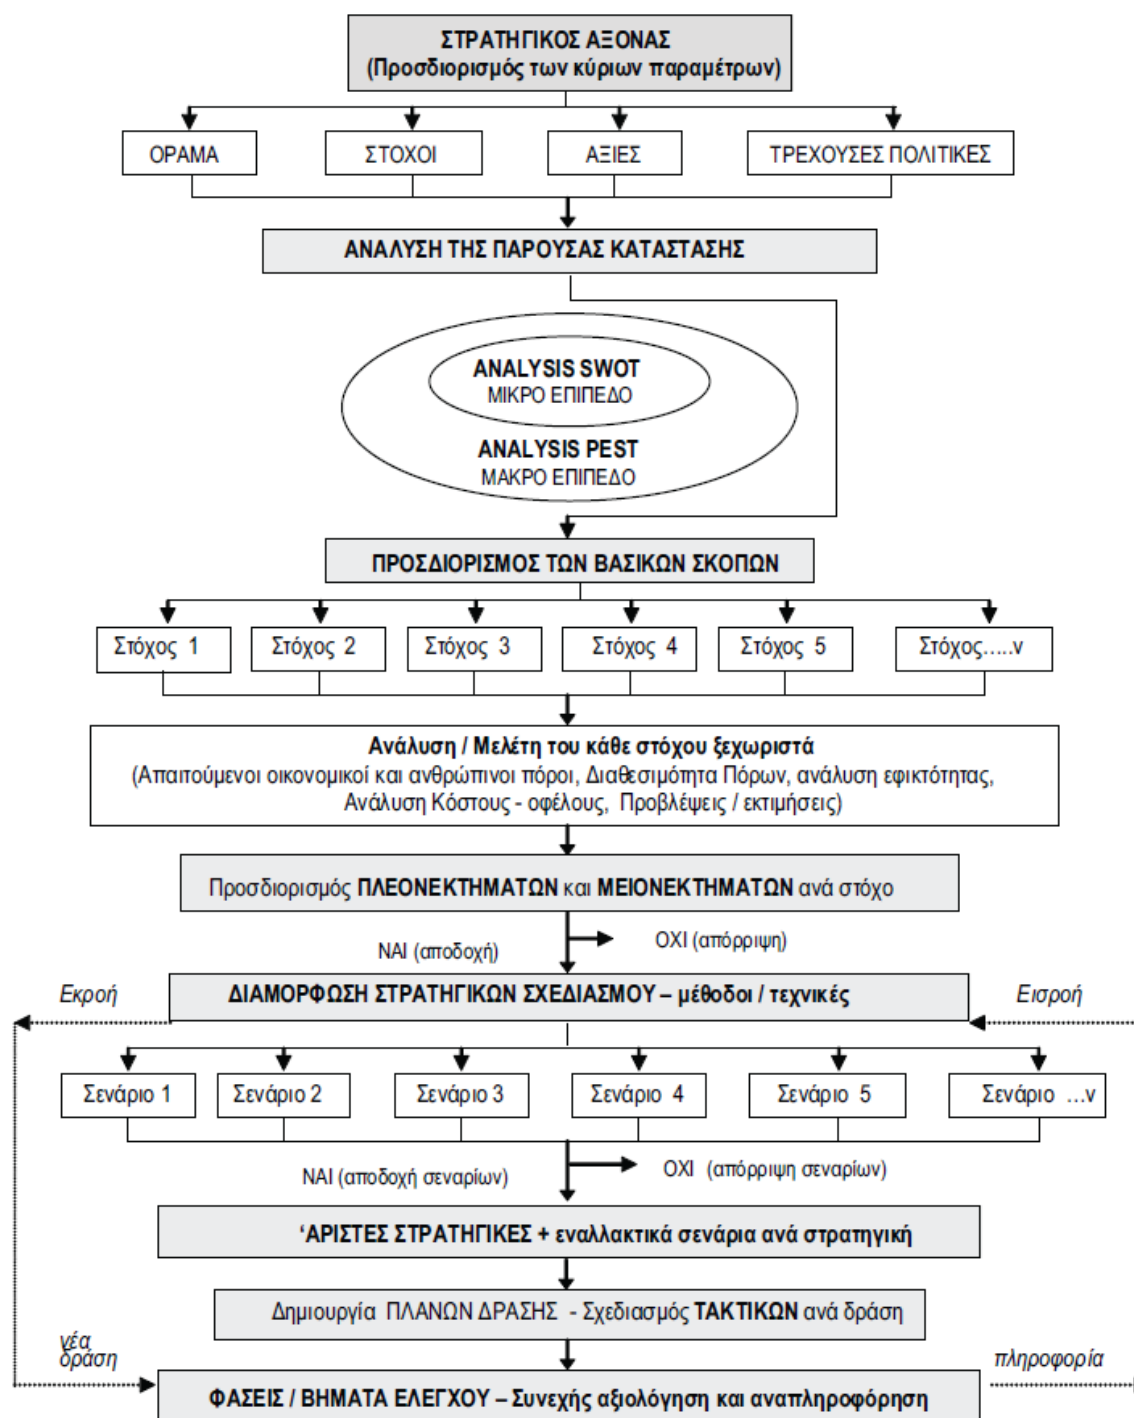 ΣΤΡΑΤΗΓΙΚΟΣ ΑΞΟΝΑΣ
(Προσδιορισμός των κύριων παραμέτρων)
ΟΡΑΜΑ
ΣΤΟΧΟΙ
ΑΞΙΕΣ
ΤΡΕΧΟΥΣΕΣ ΠΟΛΙΤΙΚΕΣ
ΑΝΑΛΥΣΗ ΤΗΣ ΠΑΡΟΥΣΑΣ ΚΑΤΑΣΤΑΣΗΣ
ANALYSIS SWOT
ΜΙΚΡΟ ΕΠΙΠΕΔΟ
ANALYSIS PEST
ΜΑΚΡΟ ΕΠΙΠΕΔΟ
ΠΡΟΣΔΙΟΡΙΣΜΟΣ ΤΩΝ ΒΑΣΙΚΩΝ ΣΚΟΠΩΝ
Στόχος 1
Στόχος 2
Στόχος 3
Στόχος 4
Στόχος 5
Στόχος…..ν
Ανάλυση / Μελέτη του κάθε στόχου ξεχωριστά
(Απαιτούμενοι οικονομικοί και ανθρώπινοι πόροι, Διαθεσιμότητα Πόρων, ανάλυση εφικτότητας,
Ανάλυση Κόστους - οφέλους, Προβλέψεις / εκτιμήσεις)
Προσδιορισμός ΠΛΕΟΝΕΚΤΗΜΑΤΩΝ και ΜΕΙΟΝΕΚΤΗΜΑΤΩΝ ανά στόχο
ΝΑΙ (αποδοχή)
ΟΧΙ (απόρριψη)
Εκροή
ΔΙΑΜΟΡΦΩΣΗ ΣΤΡΑΤΗΓΙΚΩΝ ΣΧΕΔΙΑΣΜΟΥ – μέθοδοι / τεχνικές
Εισροή
Σενάριο 1
Σενάριο 2
Σενάριο 3
Σενάριο 4
Σενάριο 5
Σενάριο …ν
ΝΑΙ (αποδοχή σεναρίων)
ΟΧΙ (απόρριψη σεναρίων)
‘ΑΡΙΣΤΕΣ ΣΤΡΑΤΗΓΙΚΕΣ + εναλλακτικά σενάρια ανά στρατηγική
Δημιουργία ΠΛΑΝΩΝ ΔΡΑΣΗΣ - Σχεδιασμός ΤΑΚΤΙΚΩΝ ανά δράση
νέα
δράση
πληροφορία
ΦΑΣΕΙΣ / ΒΗΜΑΤΑ ΕΛΕΓΧΟΥ – Συνεχής αξιολόγηση και αναπληροφόρηση